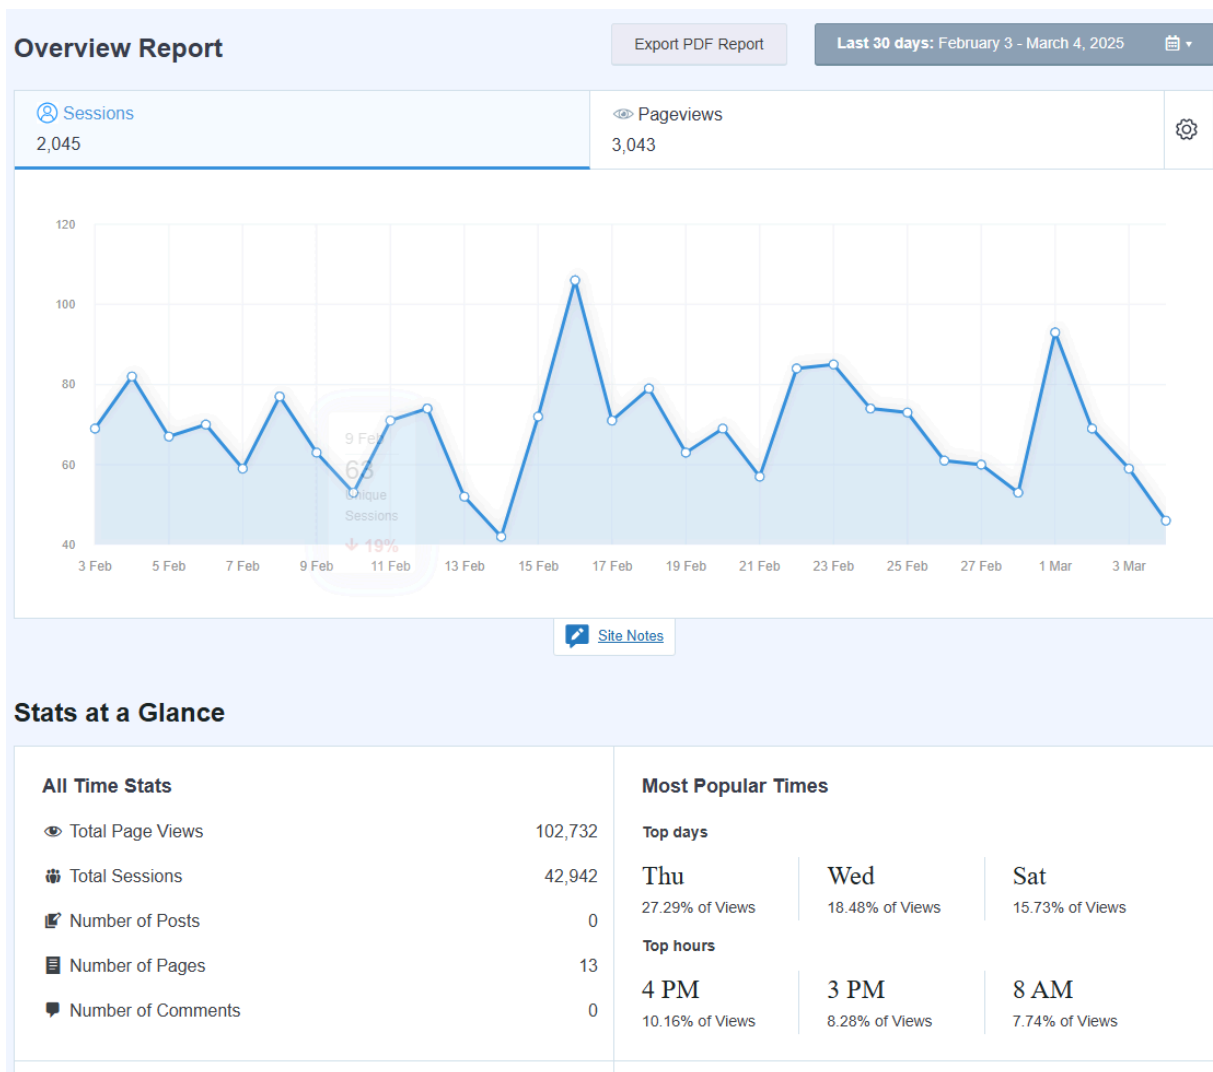 Overview Report
Export PDF Report
Last 30 days: February 3 - March 4, 2025
Sessions
2,045
Pageviews
3,043
120
100
80
60
40
9 Feb
63
Unique
Sessions
19%
3 Feb 5 Feb 7 Feb 9 Feb 11 Feb 13 Feb 15 Feb 17 Feb 19 Feb 21 Feb 23 Feb 25 Feb 27 Feb 1 Mar 3 Mar
Site Notes
Stats at a Glance
All Time Stats
Total Page Views 102,732
Total Sessions 42,942
Number of Posts 0
Number of Pages 13
Number of Comments 0
Most Popular Times
Top days
Thu Wed Sat
27.29% of Views 18.48% of Views 15.73% of Views
Top hours
4 PM 3 PM 8 AM
10.16% of Views 8.28% of Views 7.74% of Views